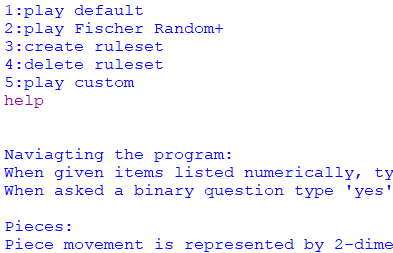 1:play default
2:play Fischer Random+
3:create ruleset
4:delete ruleset
5:play custom
help
Naviagting the program:
When given items listed numerically, ty
When asked a binary question type 'yes'
Pieces:
Piece movement is represented by 2-dime